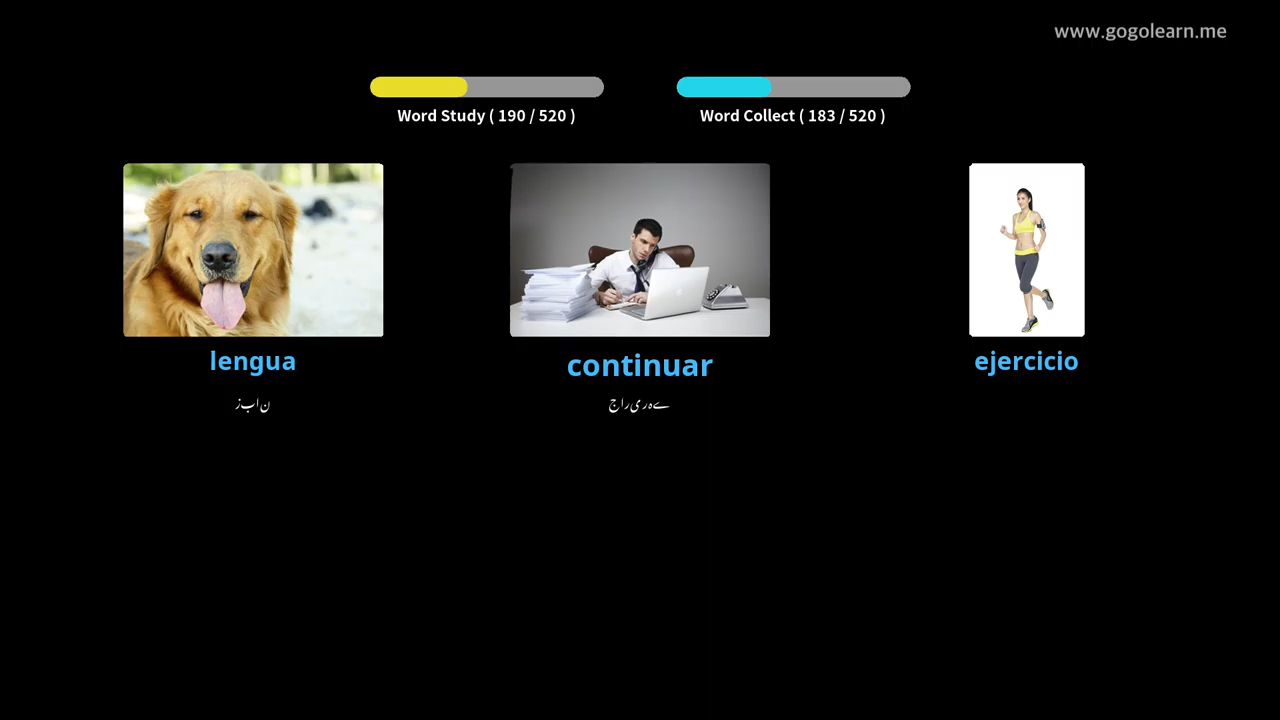 www.gogolearn.me
Word Study ( 190 / 520 )
Word Collect ( 183 / 520 )
lengua
continuar
ejercicio
زبان
جاری رہے